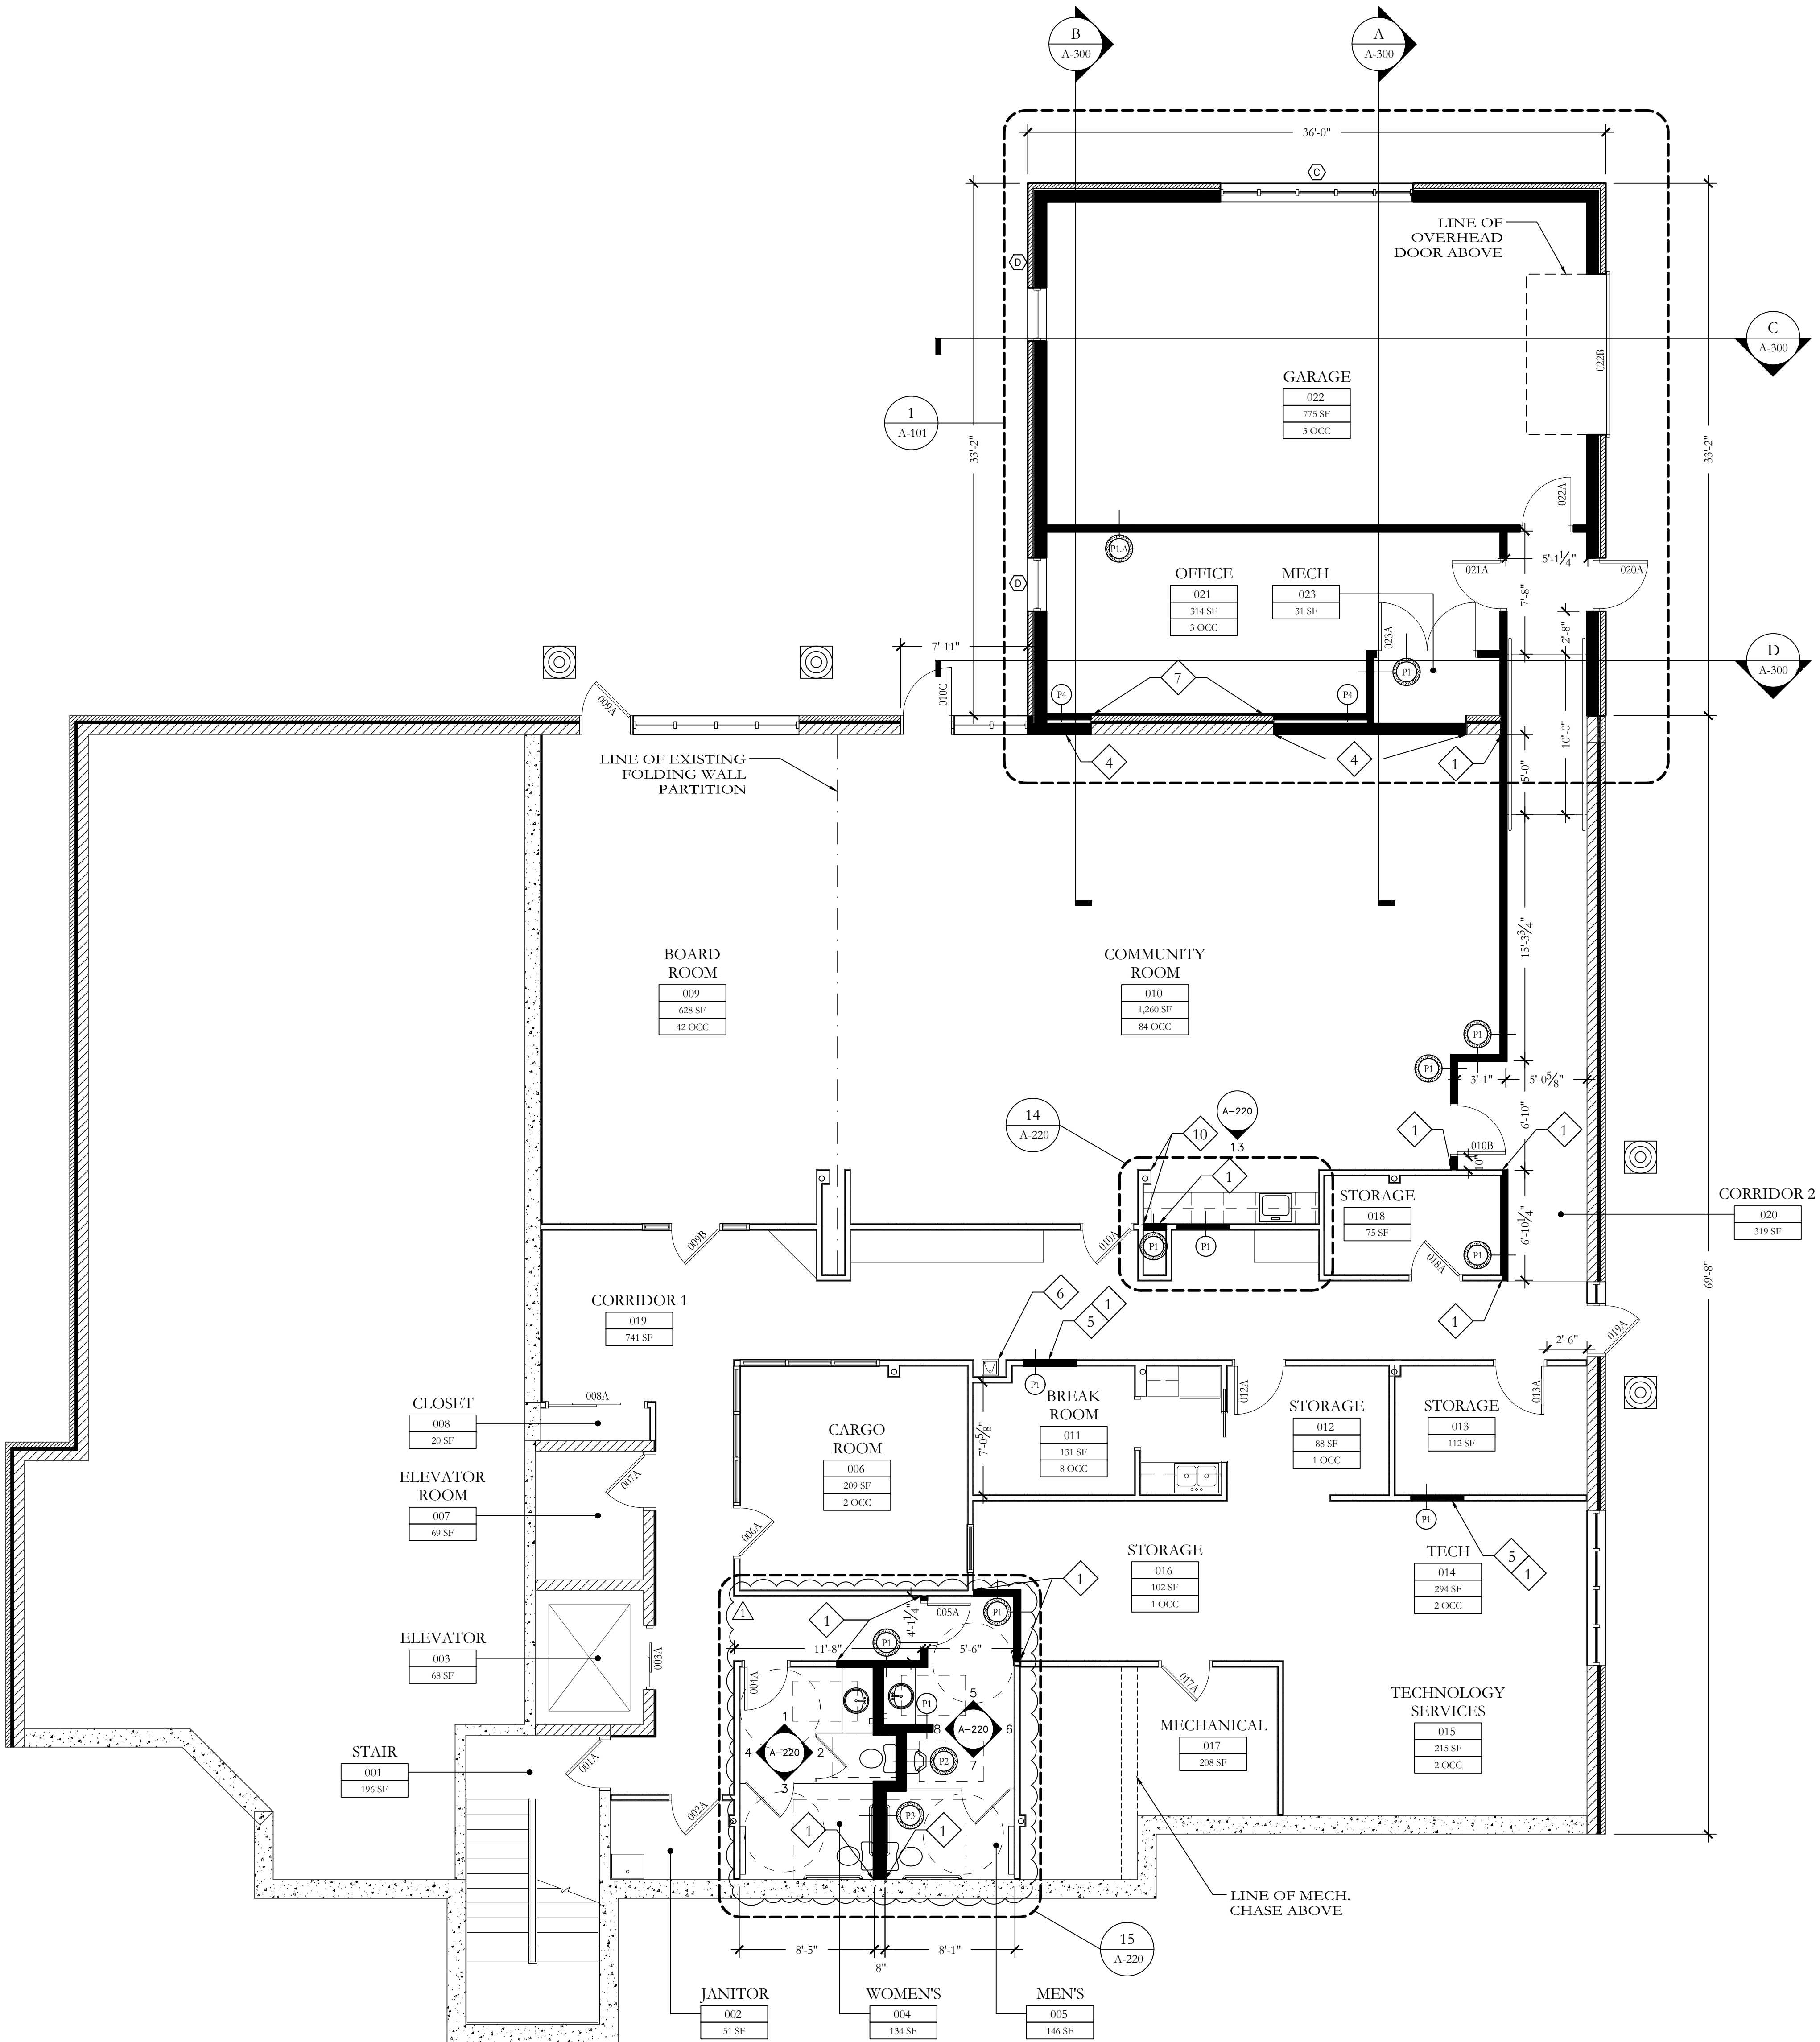 B
A-300
A
A-300
36'-0"
C
LINE OF
OVERHEAD
DOOR ABOVE
D
C
A-300
022B
GARAGE
022
775 SF
3 OCC
1
A-101
33'-2"
33'-2"
022A
P1.A
5'-1 1/4"
021A
020A
OFFICE
021
314 SF
3 OCC
MECH
023
31 SF
D
7'-8"
2'-8"
023A
7'-11"
D
A-300
P1
7
P4
P4
010C
009A
10'-0"
LINE OF EXISTING
FOLDING WALL
PARTITION
4
4
1
5'-0"
15'-3 3/4"
BOARD
ROOM
009
628 SF
42 OCC
COMMUNITY
ROOM
010
1,260 SF
84 OCC
P1
P1
3'-1"
5'-0 5/8"
6'-10"
14
A-220
A-220
13
10
1
1
1
010B
10"
STORAGE
018
75 SF
CORRIDOR 2
020
319 SF
6'-10 1/4"
009B
010A
P1
P1
P1
018A
69'-8"
CORRIDOR 1
019
741 SF
6
1
5
1
019A
2'-6"
P1
012A
013A
008A
CLOSET
008
20 SF
BREAK
ROOM
011
131 SF
8 OCC
STORAGE
012
88 SF
1 OCC
STORAGE
013
112 SF
7'-0 5/8"
CARGO
ROOM
006
209 SF
2 OCC
ELEVATOR
ROOM
007
69 SF
007A
P1
006A
STORAGE
016
102 SF
1 OCC
TECH
014
294 SF
2 OCC
5
1
1
1
1
005A
P1
4'-1 1/4"
ELEVATOR
003
68 SF
003A
P1
11'-8"
5'-6"
004A
017A
P1
TECHNOLOGY
SERVICES
015
215 SF
2 OCC
MECHANICAL
017
208 SF
1
4
A-220
2
3
5
8
A-220
6
7
P2
STAIR
001
196 SF
001A
002A
P3
1
1
LINE OF MECH.
CHASE ABOVE
15
A-220
8'-5"
8'-1"
8"
JANITOR
002
51 SF
WOMEN'S
004
134 SF
MEN'S
005
146 SF